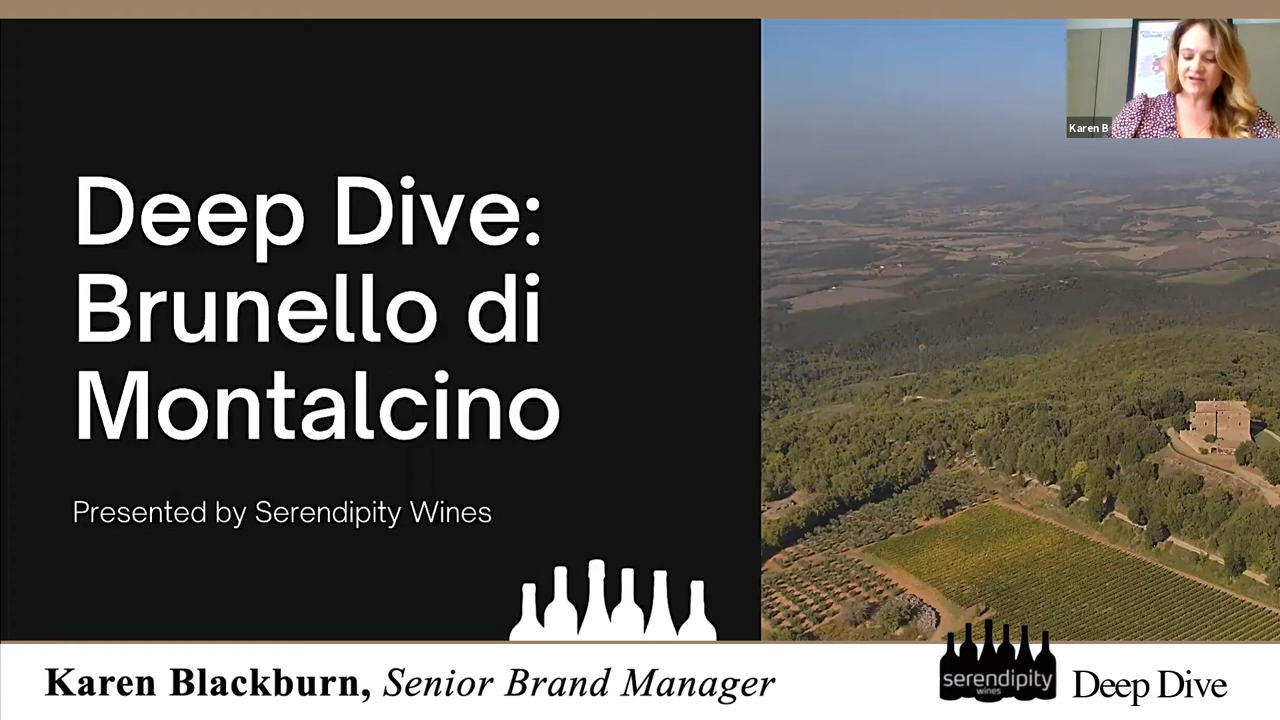 Karen B
Deep Dive:
Brunello di
Montalcino
Presented by Serendipity Wines
Karen Blackburn, Senior Brand Manager
serendipity
wines
Deep Dive